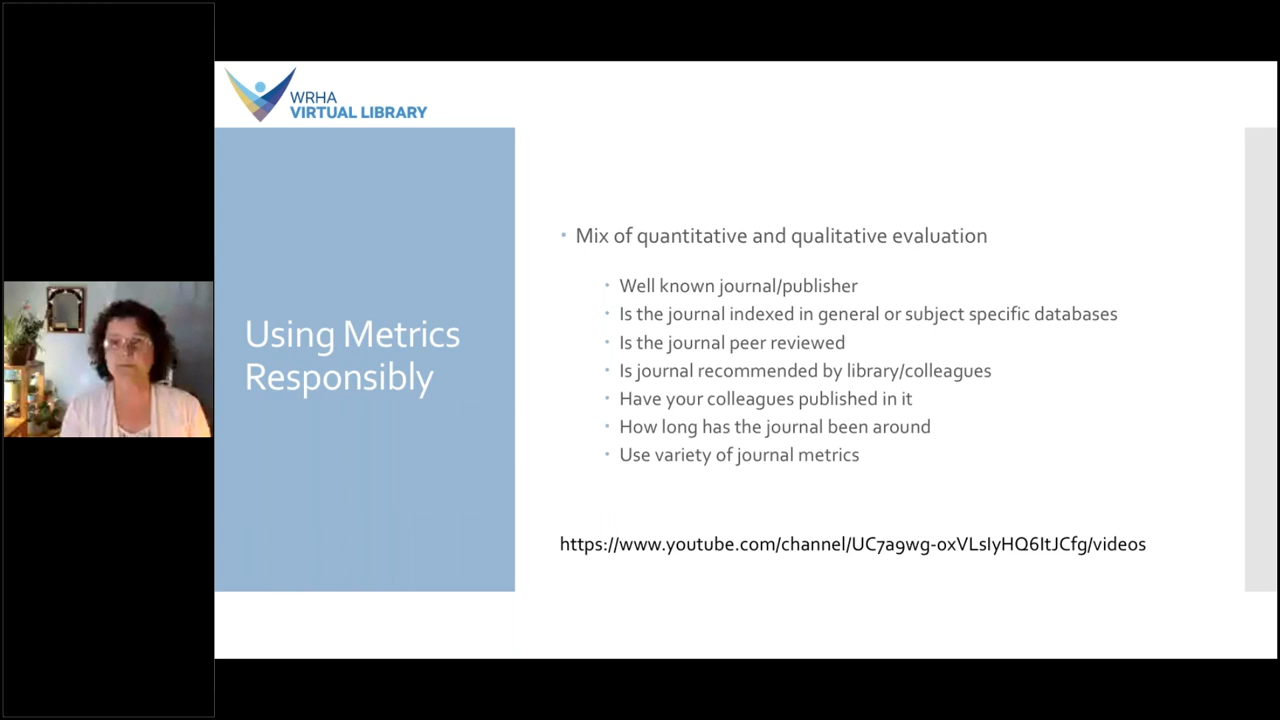 WRHA
VIRTUAL LIBRARY
Using Metrics
Responsibly
• Mix of quantitative and qualitative evaluation
• Well known journal/publisher
• Is the journal indexed in general or subject specific databases
• Is the journal peer reviewed
• Is journal recommended by library/colleagues
• Have your colleagues published in it
• How long has the journal been around
• Use variety of journal metrics
https://www.youtube.com/channel/UC7a9wg-oxVLsIyHQ6ItJCfg/videos